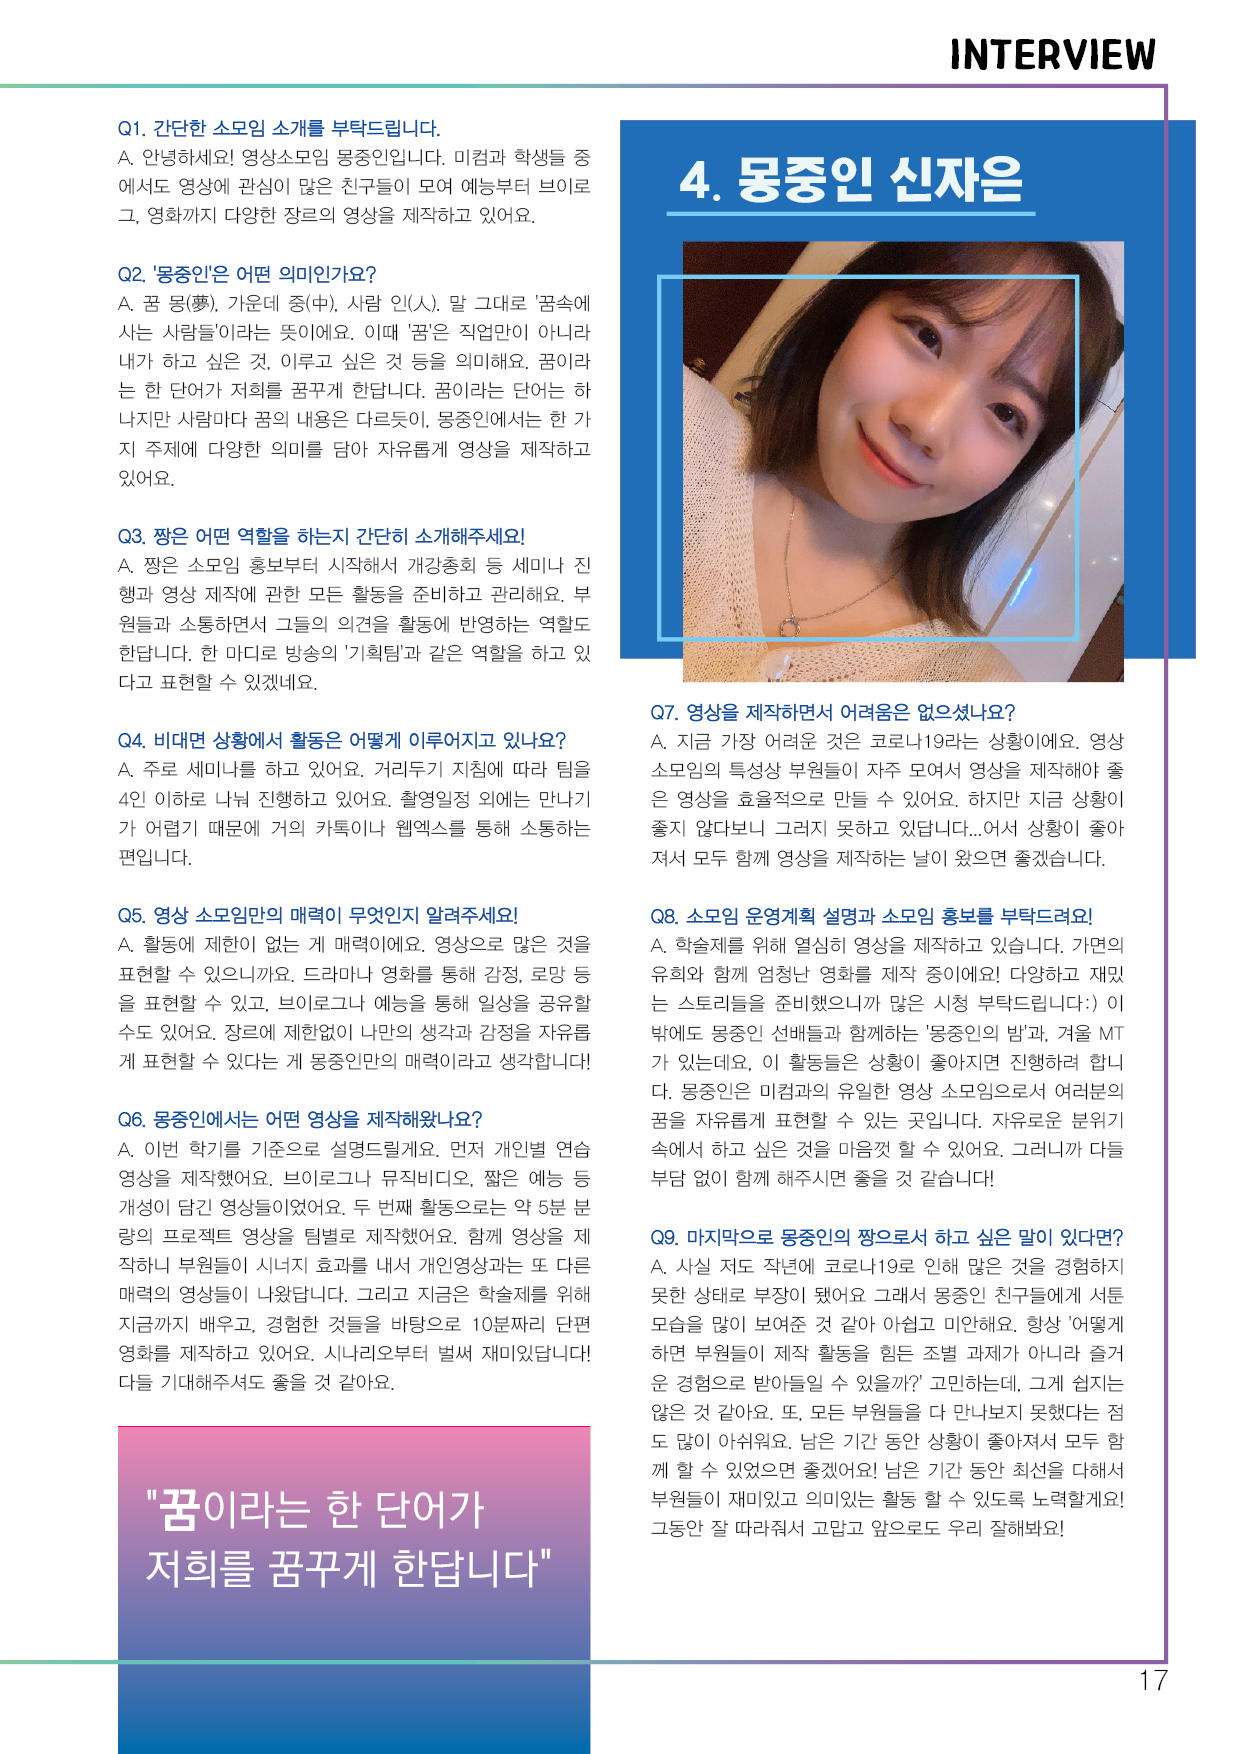 INTERVIEW
Q1. 간단한 소모임 소개를 부탁드립니다.
A. 안녕하세요! 영상소모임 몽중인입니다. 미컴과 학생들 중
에서도 영상에 관심이 많은 친구들이 모여 예능부터 브이로
그, 영화까지 다양한 장르의 영상을 제작하고 있어요.
Q2. '몽중인'은 어떤 의미인가요?
A. 꿈 몽(夢), 가운데 중(中), 사람 인(人). 말 그대로 '꿈속에
사는 사람들'이라는 뜻이에요. 이때 '꿈'은 직업만이 아니라
내가 하고 싶은 것, 이루고 싶은 것 등을 의미해요. 꿈이라
는 한 단어가 저희를 꿈꾸게 한답니다. 꿈이라는 단어는 하
나지만 사람마다 꿈의 내용은 다르듯이, 몽중인에서는 한 가
지 주제에 다양한 의미를 담아 자유롭게 영상을 제작하고
있어요.
Q3. 짱은 어떤 역할을 하는지 간단히 소개해주세요!
A. 짱은 소모임 홍보부터 시작해서 개강총회 등 세미나 진
행과 영상 제작에 관한 모든 활동을 준비하고 관리해요. 부
원들과 소통하면서 그들의 의견을 활동에 반영하는 역할도
한답니다. 한 마디로 방송의 '기획팀'과 같은 역할을 하고 있
다고 표현할 수 있겠네요.
Q4. 비대면 상황에서 활동은 어떻게 이루어지고 있나요?
A. 주로 세미나를 하고 있어요. 거리두기 지침에 따라 팀을
4인 이하로 나눠 진행하고 있어요. 촬영일정 외에는 만나기
가 어렵기 때문에 거의 카톡이나 웹엑스를 통해 소통하는
편입니다.
Q5. 영상 소모임만의 매력이 무엇인지 알려주세요!
A. 활동에 제한이 없는 게 매력이에요. 영상으로 많은 것을
표현할 수 있으니까요. 드라마나 영화를 통해 감정, 로망 등
을 표현할 수 있고, 브이로그나 예능을 통해 일상을 공유할
수도 있어요. 장르에 제한없이 나만의 생각과 감정을 자유롭
게 표현할 수 있다는 게 몽중인만의 매력이라고 생각합니다!
Q6. 몽중인에서는 어떤 영상을 제작해왔나요?
A. 이번 학기를 기준으로 설명드릴게요. 먼저 개인별 연습
영상을 제작했어요. 브이로그나 뮤직비디오, 짧은 예능 등
개성이 담긴 영상들이었어요. 두 번째 활동으로는 약 5분 분
량의 프로젝트 영상을 팀별로 제작했어요. 함께 영상을 제
작하니 부원들이 시너지 효과를 내서 개인영상과는 또 다른
매력의 영상들이 나왔답니다. 그리고 지금은 학술제를 위해
지금까지 배우고, 경험한 것들을 바탕으로 10분짜리 단편
영화를 제작하고 있어요. 시나리오부터 벌써 재미있답니다!
다들 기대해주셔도 좋을 것 같아요.
"꿈이라는 한 단어가
저희를 꿈꾸게 한답니다"
4. 몽중인 신자은
Q7. 영상을 제작하면서 어려움은 없으셨나요?
A. 지금 가장 어려운 것은 코로나19라는 상황이에요. 영상
소모임의 특성상 부원들이 자주 모여서 영상을 제작해야 좋
은 영상을 효율적으로 만들 수 있어요. 하지만 지금 상황이
좋지 않다보니 그러지 못하고 있답니다...어서 상황이 좋아
져서 모두 함께 영상을 제작하는 날이 왔으면 좋겠습니다.
Q8. 소모임 운영계획 설명과 소모임 홍보를 부탁드려요!
A. 학술제를 위해 열심히 영상을 제작하고 있습니다. 가면의
유희와 함께 엄청난 영화를 제작 중이에요! 다양하고 재밌
는 스토리들을 준비했으니까 많은 시청 부탁드립니다:) 이
밖에도 몽중인 선배들과 함께하는 '몽중인의 밤'과, 겨울 MT
가 있는데요, 이 활동들은 상황이 좋아지면 진행하려 합니
다. 몽중인은 미컴과의 유일한 영상 소모임으로서 여러분의
꿈을 자유롭게 표현할 수 있는 곳입니다. 자유로운 분위기
속에서 하고 싶은 것을 마음껏 할 수 있어요. 그러니까 다들
부담 없이 함께 해주시면 좋을 것 같습니다!
Q9. 마지막으로 몽중인의 짱으로서 하고 싶은 말이 있다면?
A. 사실 저도 작년에 코로나19로 인해 많은 것을 경험하지
못한 상태로 부장이 됐어요 그래서 몽중인 친구들에게 서툰
모습을 많이 보여준 것 같아 아쉽고 미안해요. 항상 '어떻게
하면 부원들이 제작 활동을 힘든 조별 과제가 아니라 즐거
운 경험으로 받아들일 수 있을까?' 고민하는데, 그게 쉽지는
않은 것 같아요. 또, 모든 부원들을 다 만나보지 못했다는 점
도 많이 아쉬워요. 남은 기간 동안 상황이 좋아져서 모두 함
께 할 수 있었으면 좋겠어요! 남은 기간 동안 최선을 다해서
부원들이 재미있고 의미있는 활동 할 수 있도록 노력할게요!
그동안 잘 따라줘서 고맙고 앞으로도 우리 잘해봐요!
17